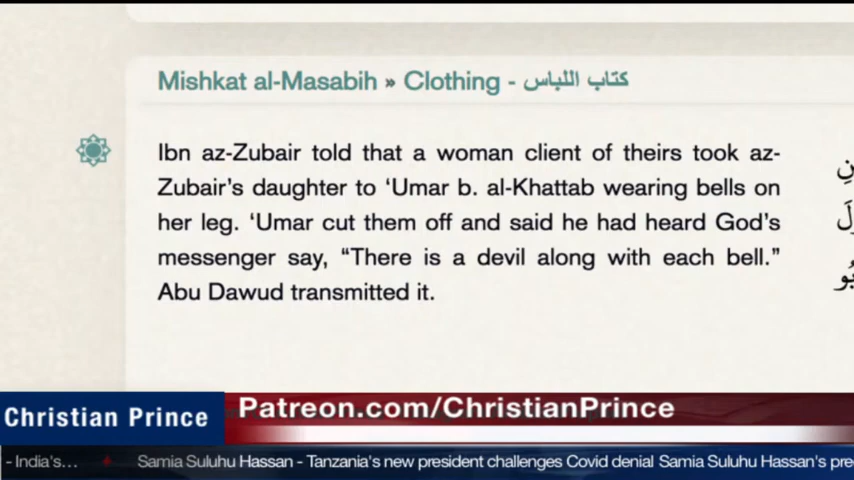 Mishkat al-Masabih » Clothing - كتاب اللباس
Ibn az-Zubair told that a woman client of theirs took az-
Zubair's daughter to ‘Umar b. al-Khattab wearing bells on
her leg. ‘Umar cut them off and said he had heard God's
messenger say, “There is a devil along with each bell.”
Abu Dawud transmitted it.
Christian Prince
Patreon.com/ChristianPrince
- India's... Samia Suluhu Hassan - Tanzania's new president challenges Covid denial Samia Suluhu Hassan's pre